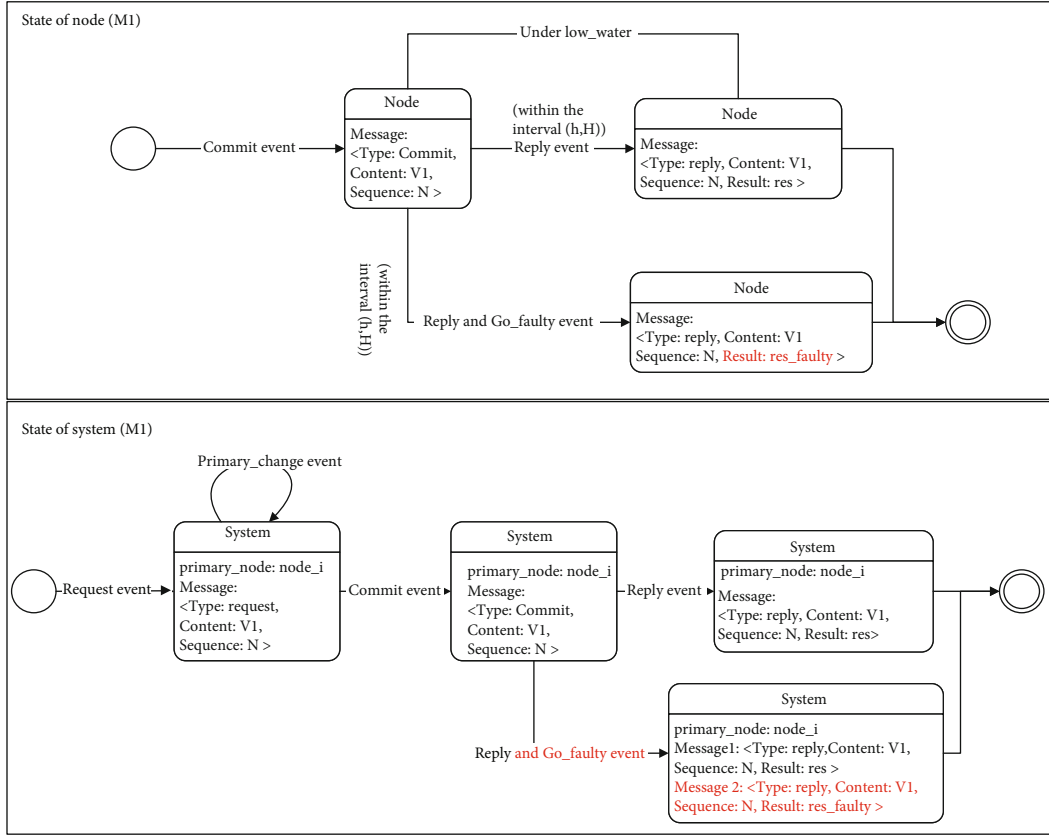 State of node (M1)
Under low_water
Node
Message:
<Type: Commit,
Content: V1,
Sequence: N >
Commit event
(within the
interval (h,H))
Reply event
Node
Message:
<Type: reply, Content: V1,
Sequence: N, Result: res >
(within the
interval (h,H))
Reply and Go_faulty event
Node
Message:
<Type: reply, Content: V1
Sequence: N, Result: res_faulty >
State of system (M1)
Primary_change event
Request event
System
primary_node: node_i
Message:
<Type: request,
Content: V1,
Sequence: N >
Commit event
System
primary_node: node_i
Message:
<Type: Commit,
Content: V1,
Sequence: N >
Reply event
System
primary_node: node_i
Message:
<Type: reply, Content: V1,
Sequence: N, Result: res>
Reply and Go_faulty event
System
primary_node: node_i
Message1: <Type: reply,Content: V1,
Sequence: N, Result: res >
Message 2: <Type: reply, Content: V1,
Sequence: N, Result: res_faulty >